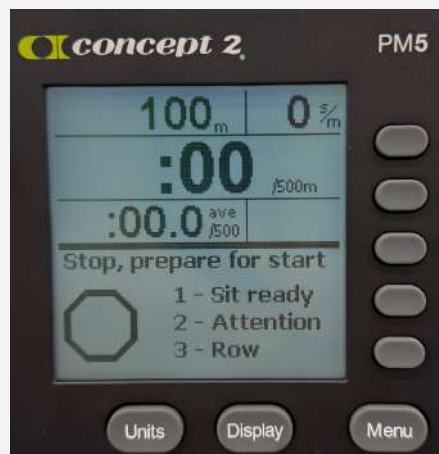 concept 2. PM5
100 m 0 s/m
:00 /500m
:00.0 ave /500
Stop, prepare for start
1 - Sit ready
2 - Attention
3 - Row
Units Display Menu